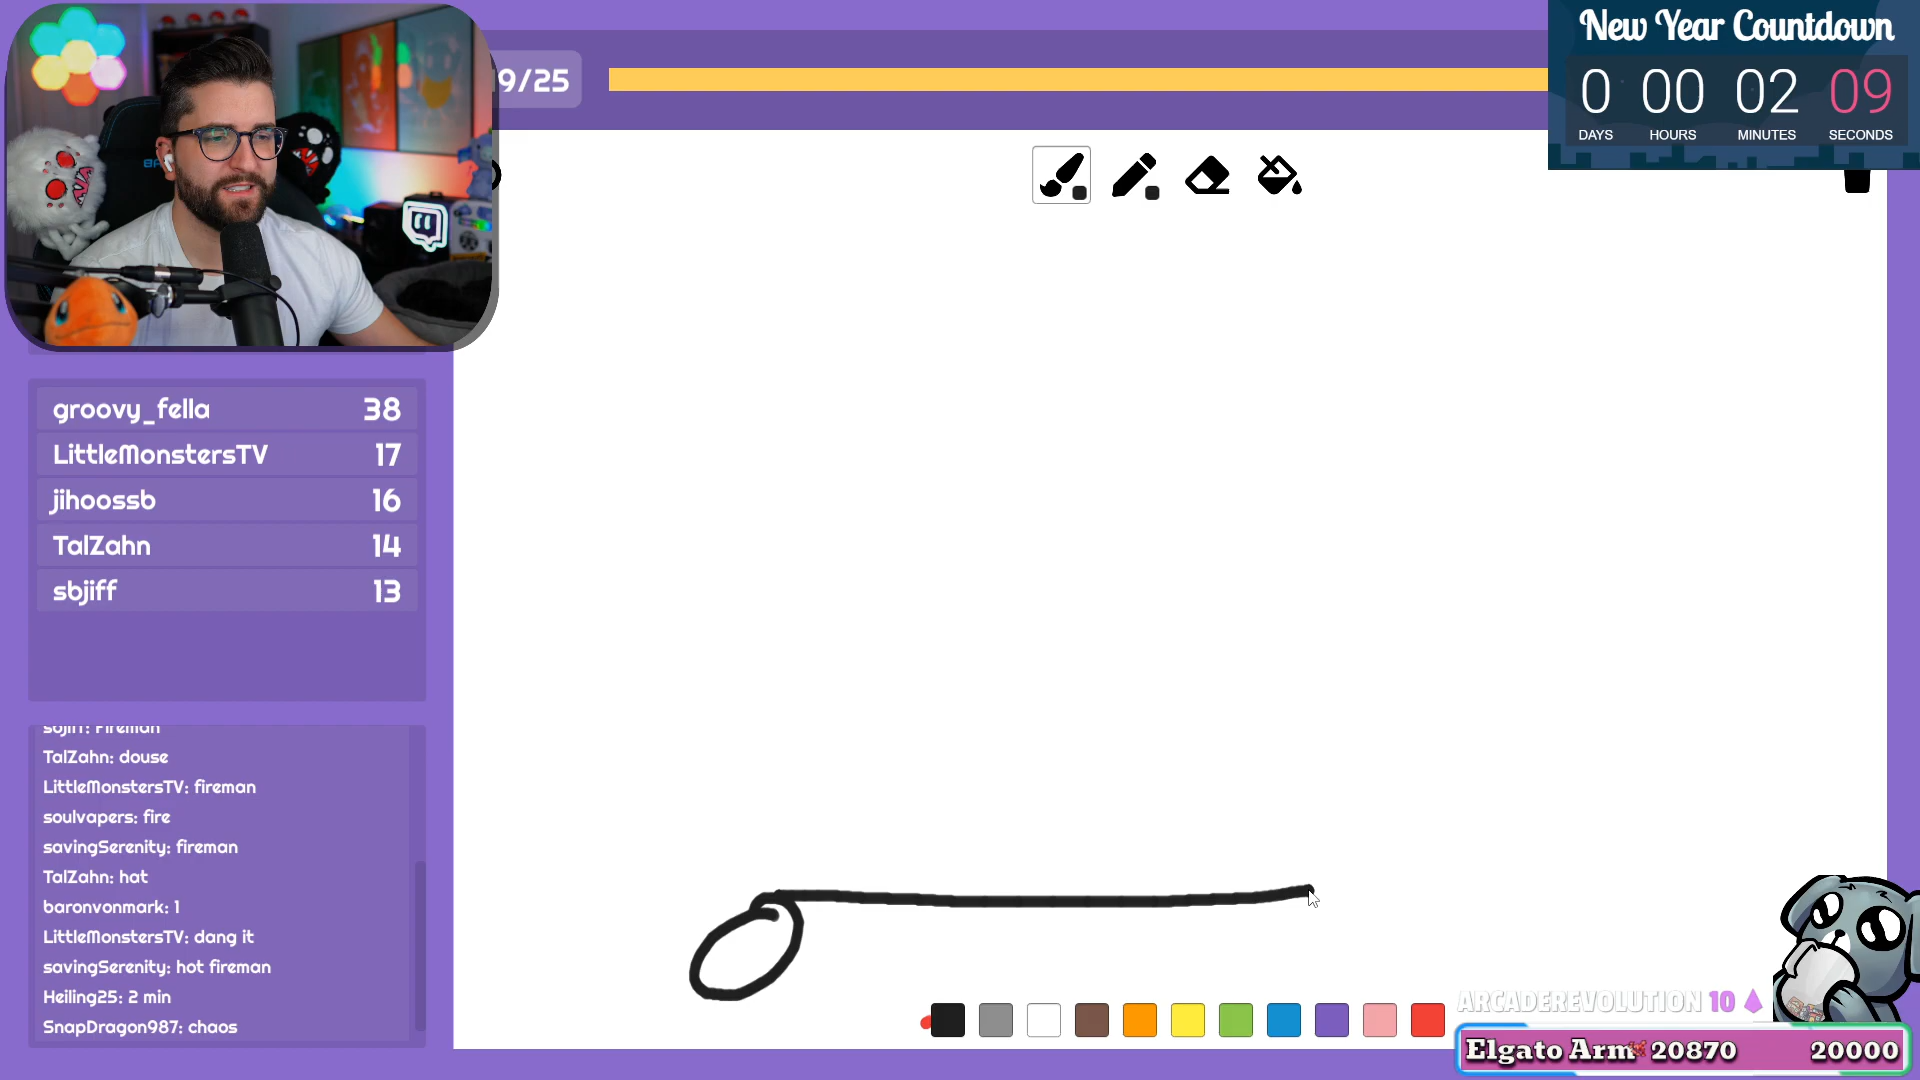 New Year Countdown
0 00 02 09
DAYS HOURS MINUTES SECONDS
9/25
groovy_fella 38
LittleMonstersTV 17
jihoossb 16
TalZahn 14
sbjiff 13
sbjiff: Fireman
TalZahn: douse
LittleMonstersTV: fireman
soulvapers: fire
savingSerenity: fireman
TalZahn: hat
baronvonmark: 1
LittleMonstersTV: dang it
savingSerenity: hot fireman
Heiling25: 2 min
SnapDragon987: chaos
ARCADEREVOLUTION 10
Elgato Arm 20870 20000